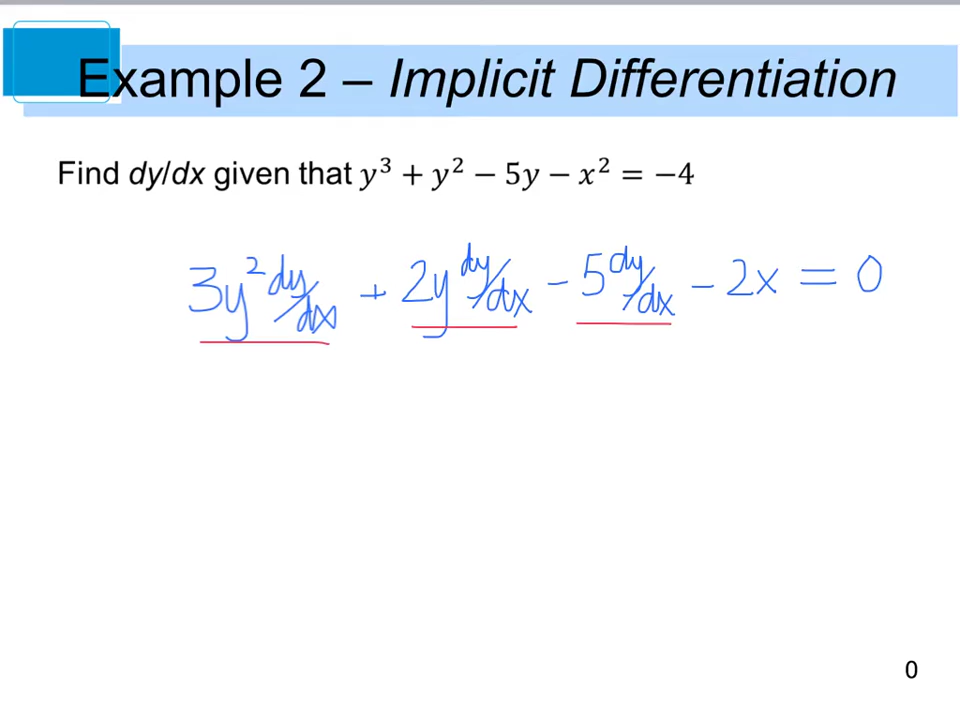 Example 2 – Implicit Differentiation
Find dy/dx given that y³ + y² − 5y − x² = −4
3y² dy/dx + 2y dy/dx − 5 dy/dx − 2x = 0
0